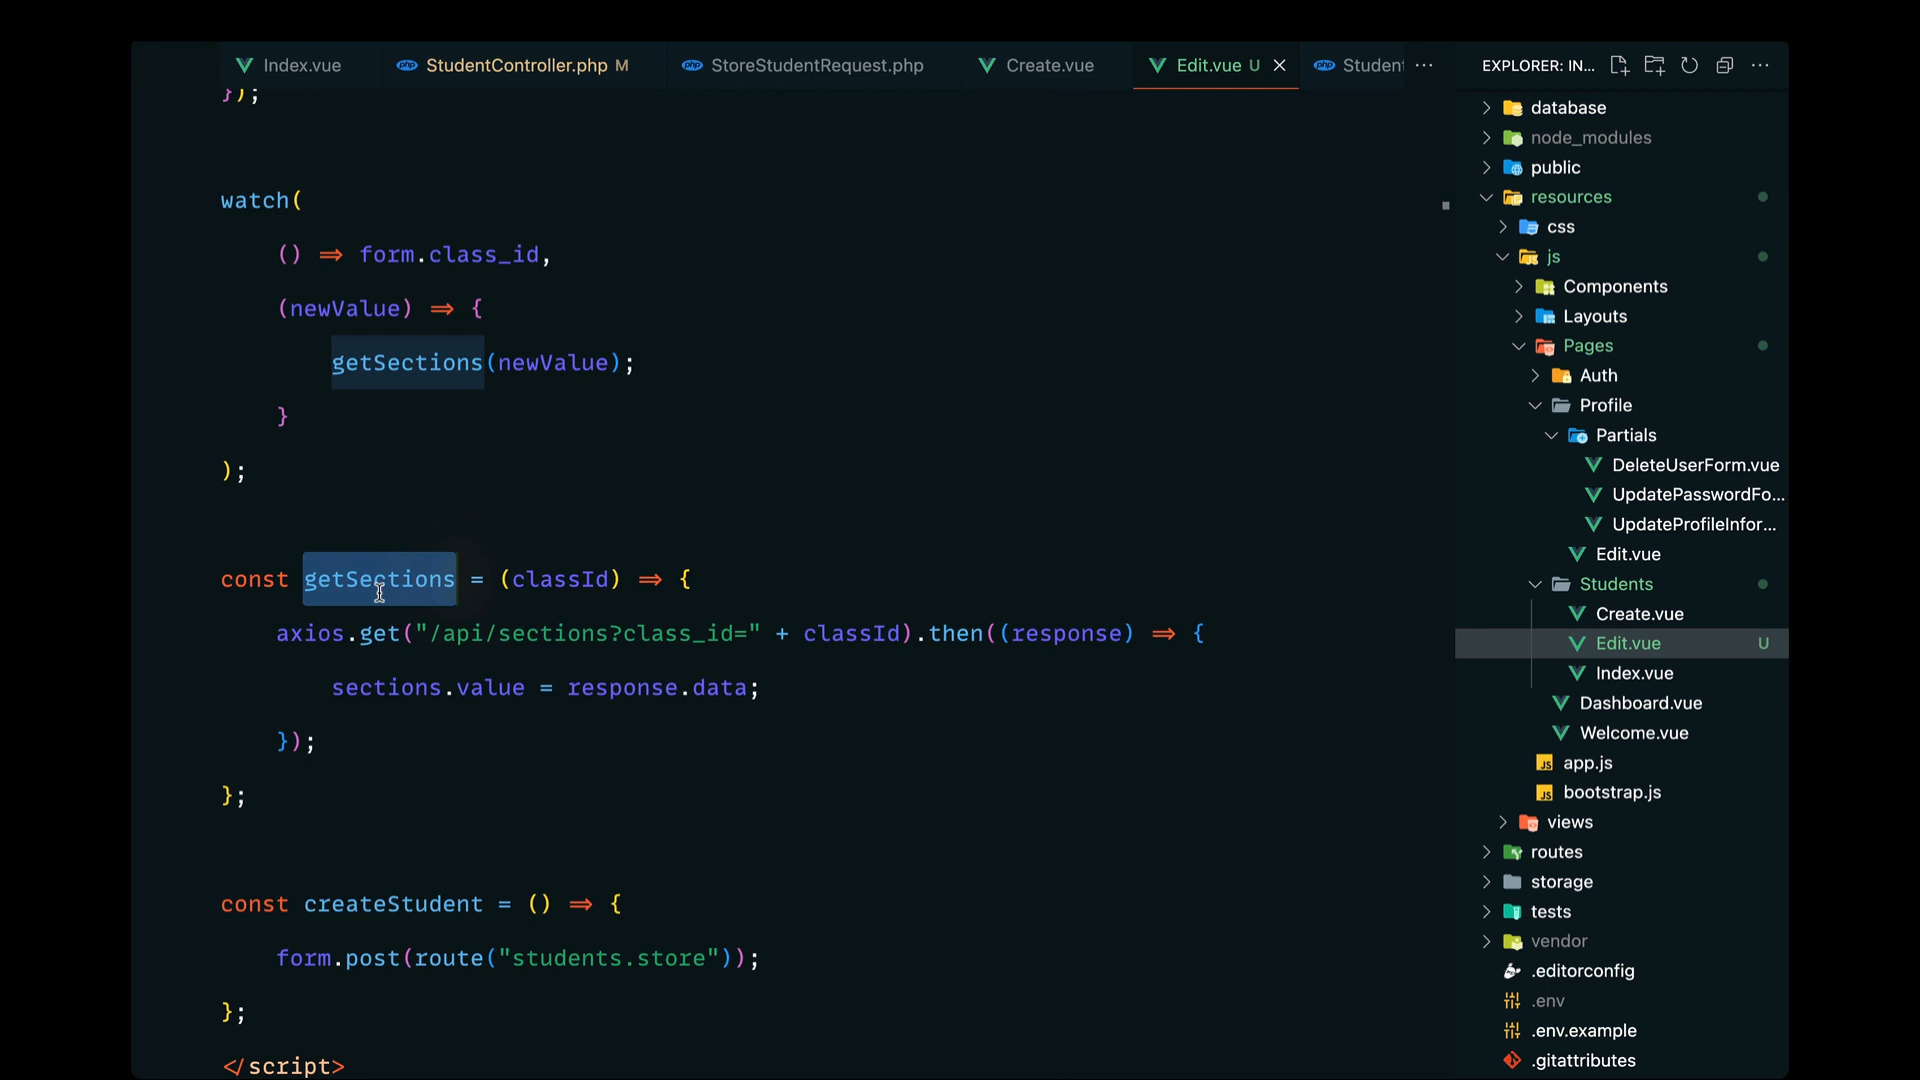 Index.vue
StudentController.php M
StoreStudentRequest.php
Create.vue
Edit.vue U
Student
});
watch(
() => form.class_id,
(newValue) => {
getSections(newValue);
}
);
const getSections = (classId) => {
axios.get("/api/sections?class_id=" + classId).then((response) => {
sections.value = response.data;
});
};
const createStudent = () => {
form.post(route("students.store"));
};
</script>
EXPLORER: IN...
database
node_modules
public
resources
css
js
Components
Layouts
Pages
Auth
Profile
Partials
DeleteUserForm.vue
UpdatePasswordFo...
UpdateProfileInfor...
Edit.vue
Students
Create.vue
Edit.vue U
Index.vue
Dashboard.vue
Welcome.vue
JS app.js
JS bootstrap.js
views
routes
storage
tests
vendor
.editorconfig
.env
.env.example
.gitattributes